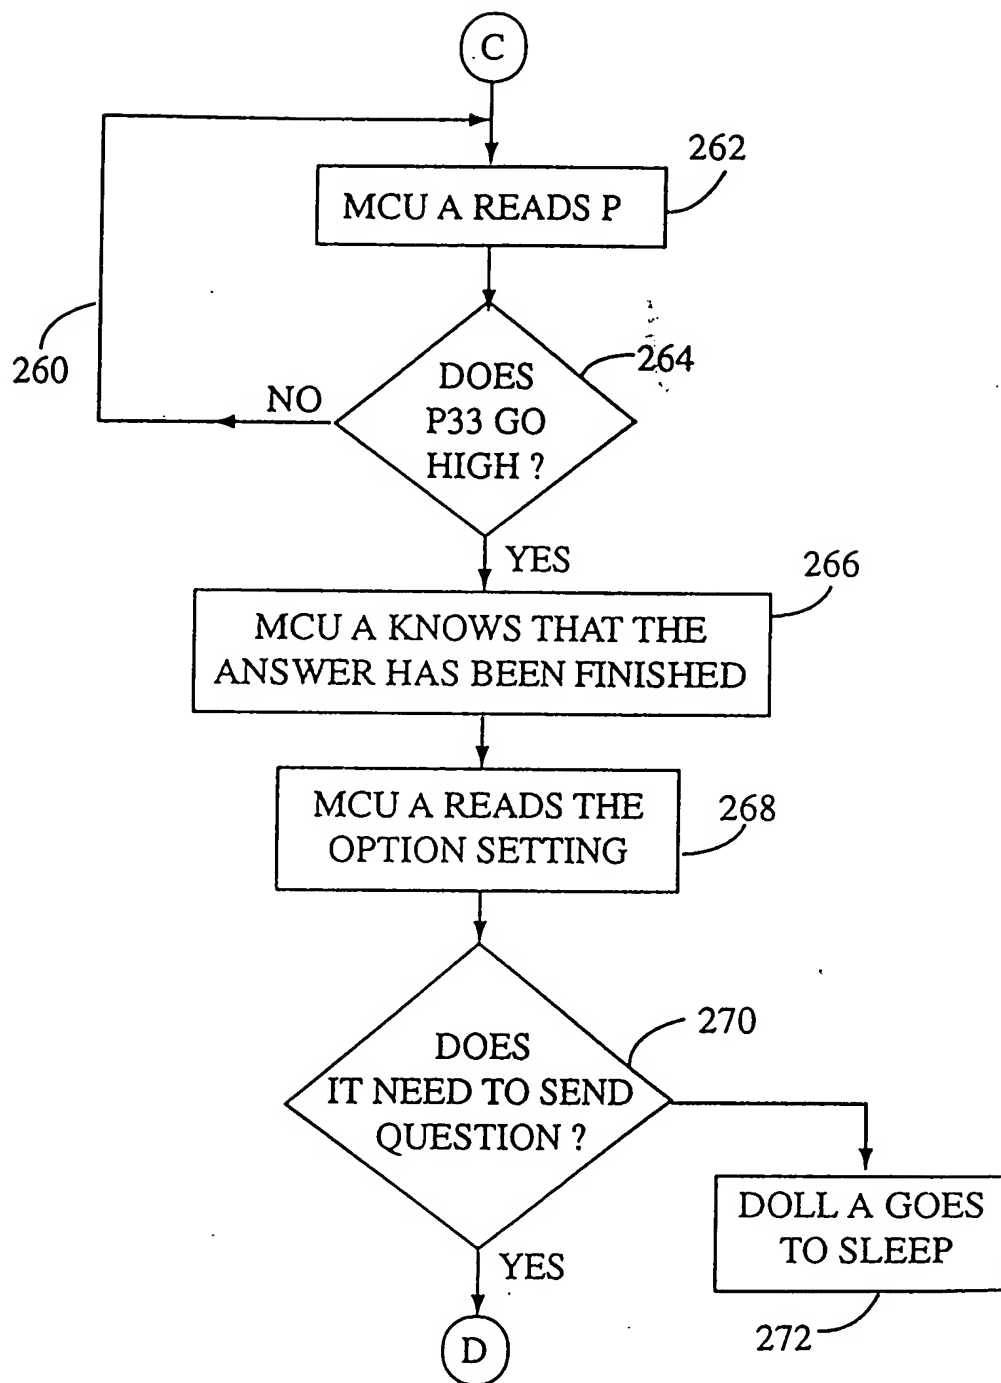 C
262
MCU A READS P
260
264
DOES
P33 GO
HIGH ?
NO
YES
266
MCU A KNOWS THAT THE
ANSWER HAS BEEN FINISHED
MCU A READS THE
OPTION SETTING
268
270
DOES
IT NEED TO SEND
QUESTION ?
DOLL A GOES
TO SLEEP
YES
272
D